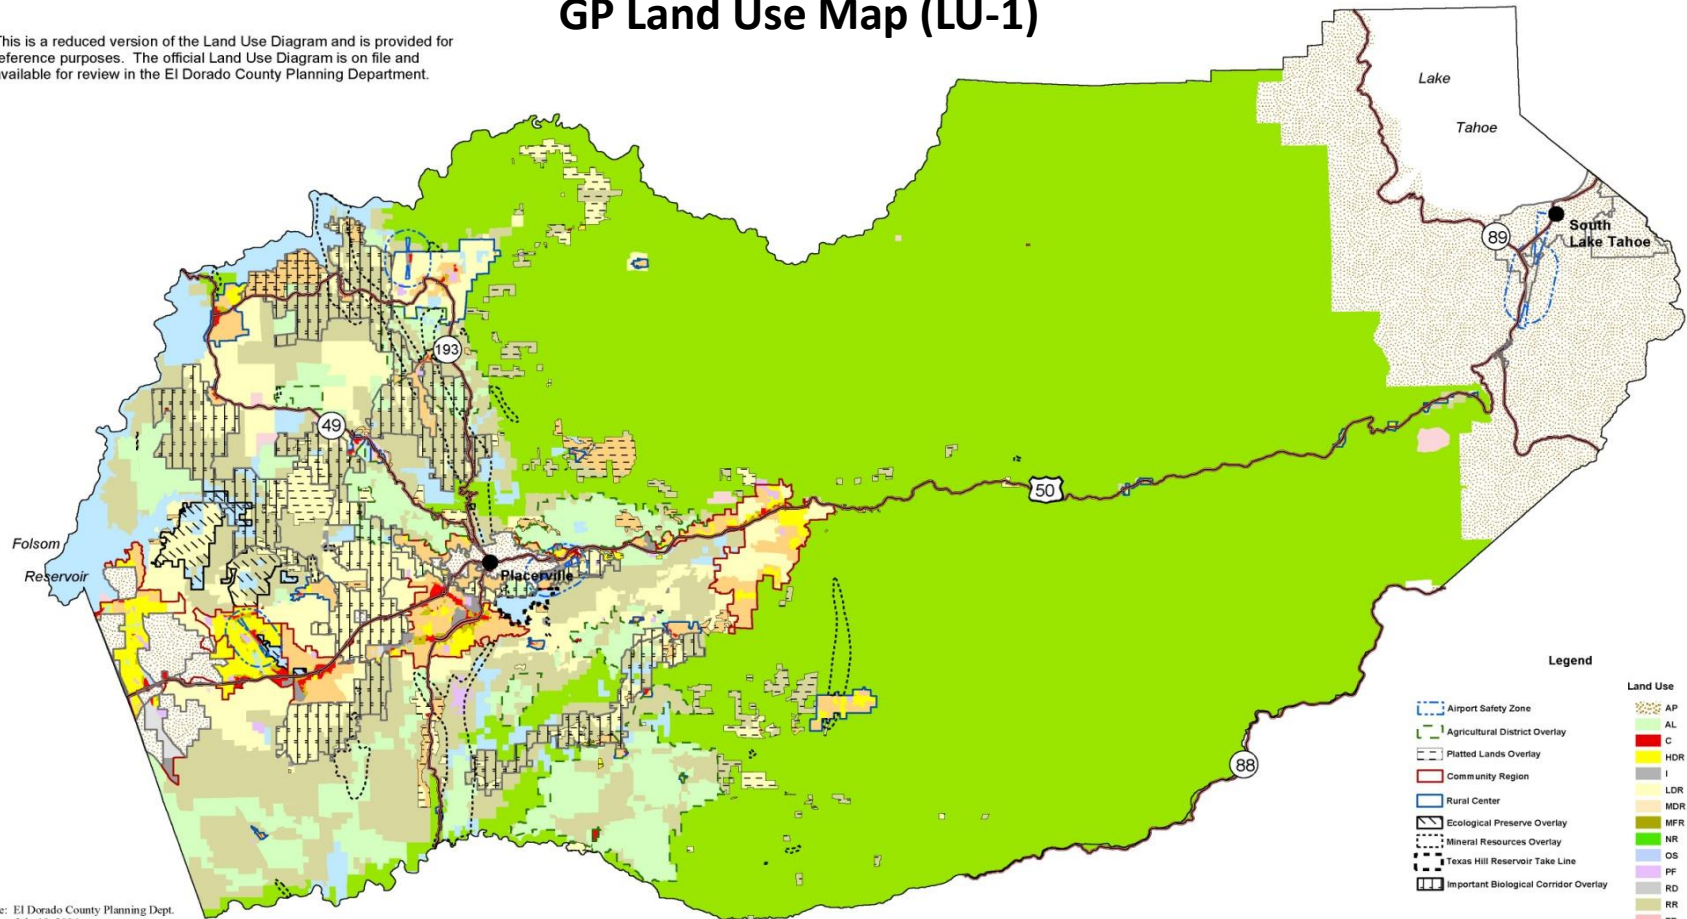 GP Land Use Map (LU-1)
This is a reduced version of the Land Use Diagram and is provided for
reference purposes. The official Land Use Diagram is on file and
available for review in the El Dorado County Planning Department.
Lake
Tahoe
89
South
Lake Tahoe
193
49
50
Folsom
Reservoir
Placerville
88
Legend
Land Use
Airport Safety Zone
Agricultural District Overlay
Platted Lands Overlay
Community Region
Rural Center
Ecological Preserve Overlay
Mineral Resources Overlay
Texas Hill Reservoir Take Line
Important Biological Corridor Overlay
AP
AL
C
HDR
I
LDR
MDR
MFR
NR
OS
PF
RD
RR
El Dorado County Planning Dept.